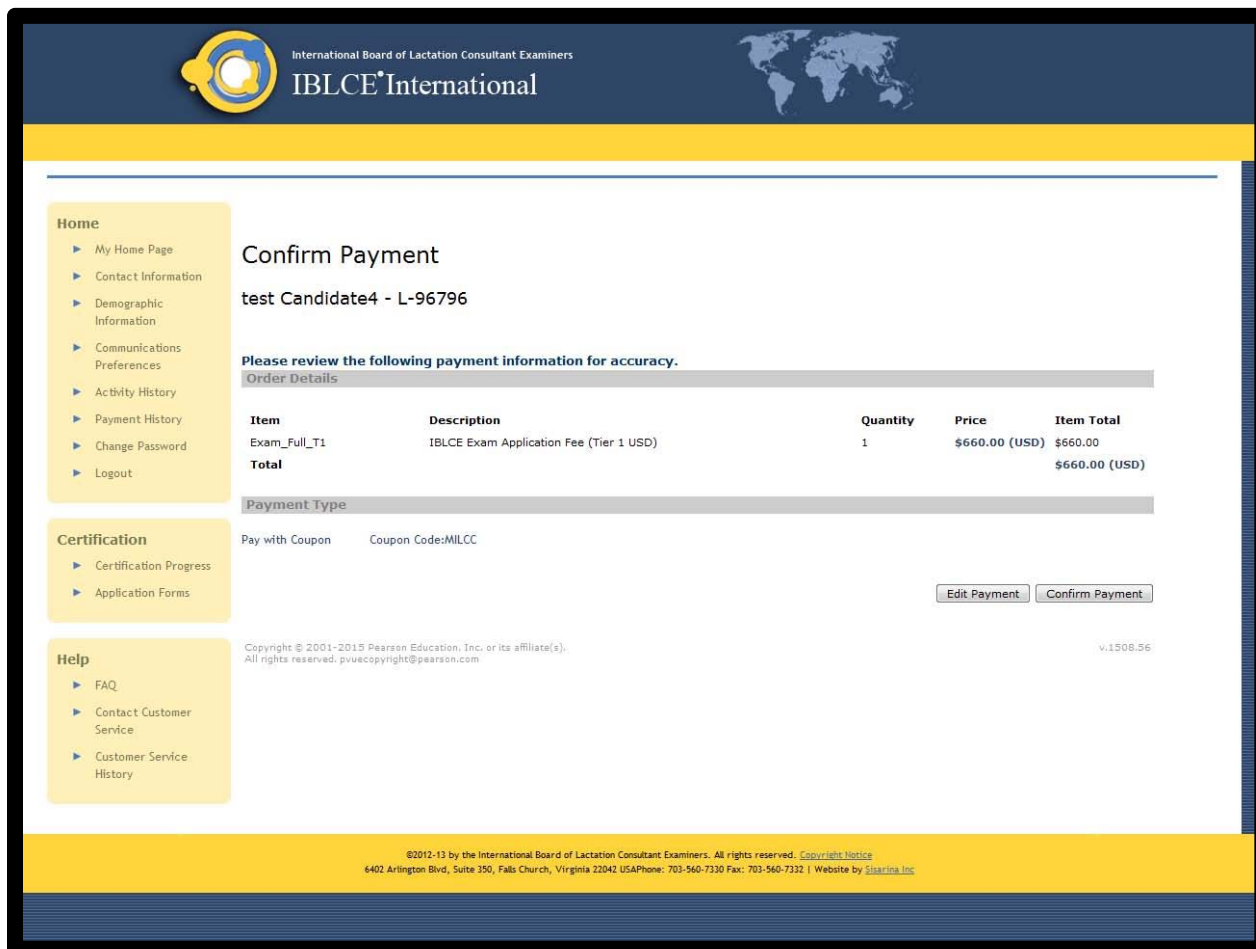 International Board of Lactation Consultant Examiners
IBLCE International
Home
My Home Page
Contact Information
Demographic
Information
Communications
Preferences
Activity History
Payment History
Change Password
Logout
Certification
Certification Progress
Application Forms
Help
FAQ
Contact Customer
Service
Customer Service
History
Confirm Payment
test Candidate4 - L-96796
Please review the following payment information for accuracy.
Order Details
Item Description Quantity Price Item Total
Exam_Full_T1 IBLCE Exam Application Fee (Tier 1 USD) 1 $660.00 (USD) $660.00
Total $660.00 (USD)
Payment Type
Pay with Coupon Coupon Code:MILCC
Edit Payment Confirm Payment
Copyright © 2001-2015 Pearson Education, Inc. or its affiliate(s). v.1508.56
All rights reserved. pvuecopyright@pearson.com
©2012-13 by the International Board of Lactation Consultant Examiners. All rights reserved. Copyright Notice
6402 Arlington Blvd, Suite 350, Falls Church, Virginia 22042 USAPhone: 703-560-7330 Fax: 703-560-7332 | Website by Sisarina Inc